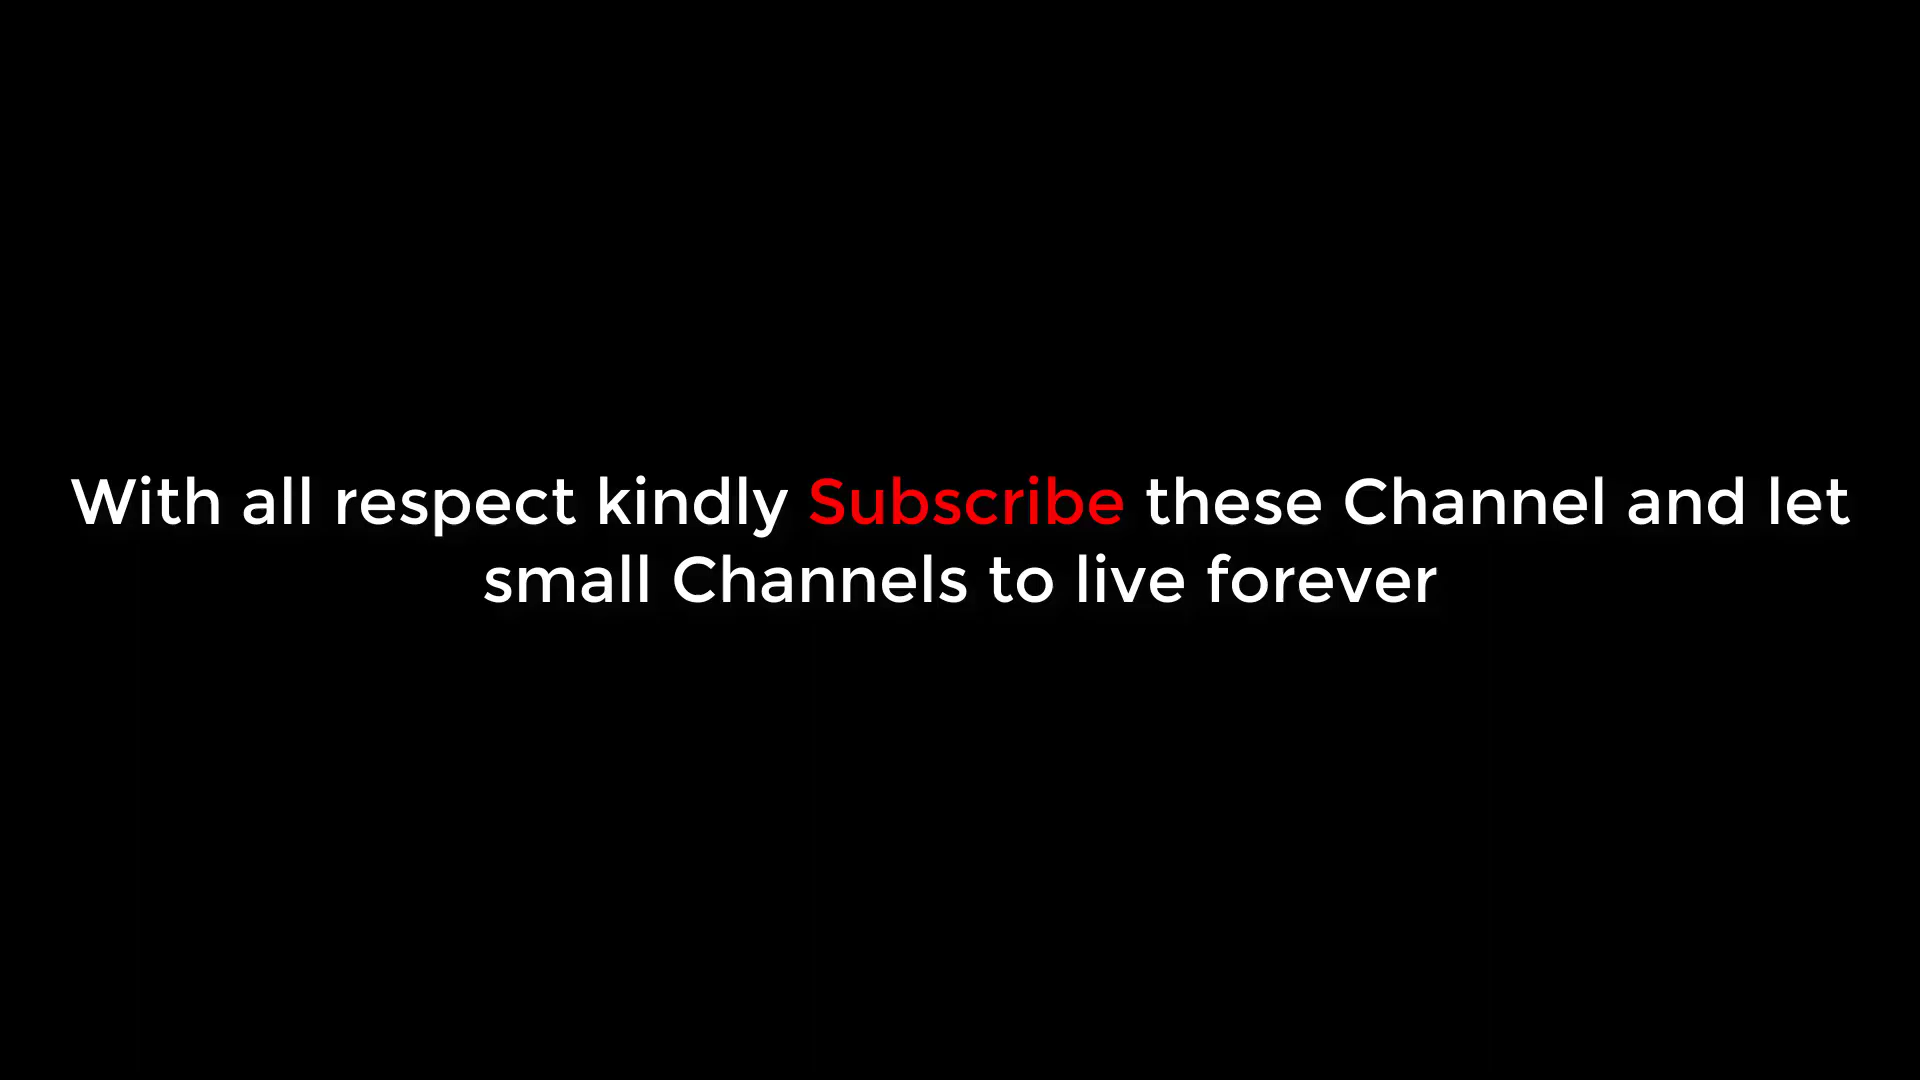 With all respect kindly Subscribe these Channel and let
small Channels to live forever